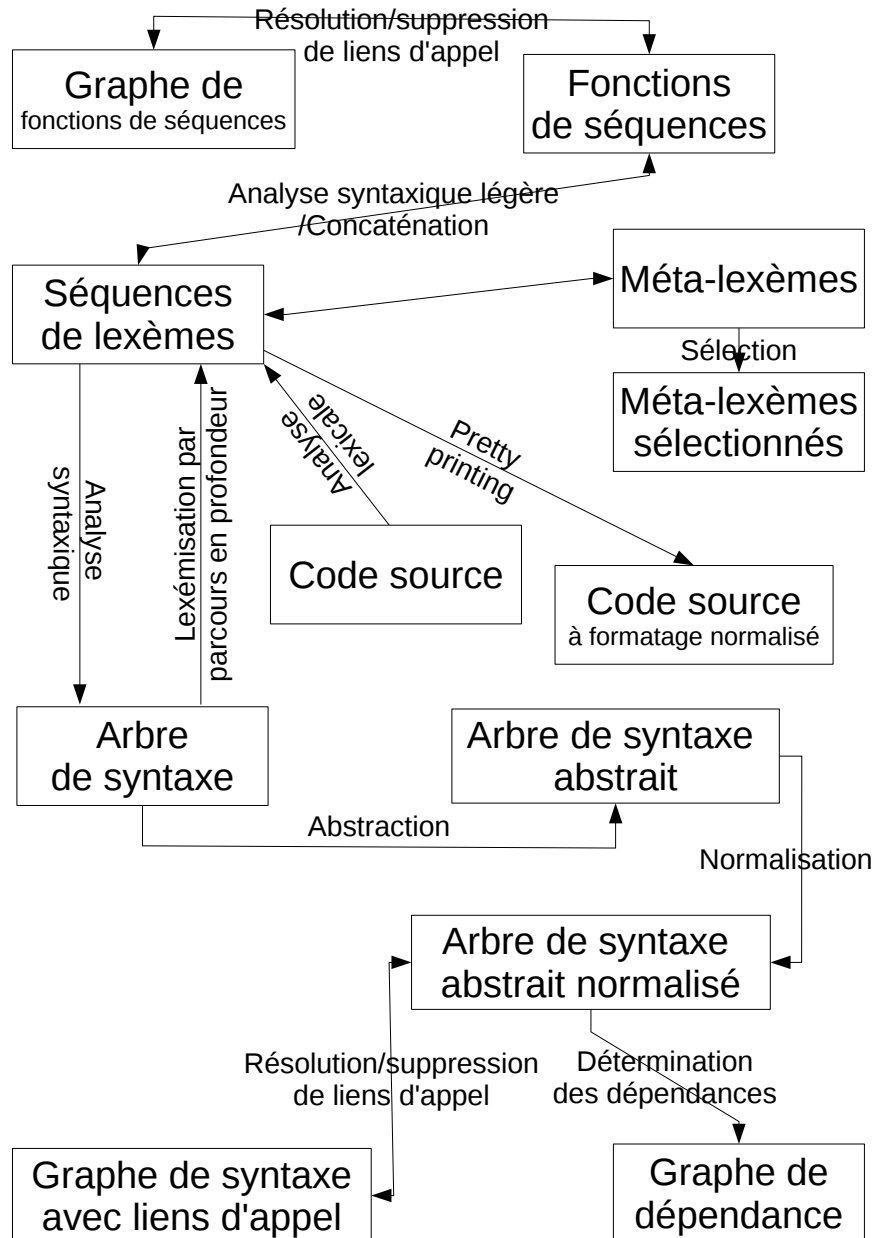 Résolution/suppression
de liens d'appel
Graphe de
fonctions de séquences
Fonctions
de séquences
Analyse syntaxique légère
/Concaténation
Séquences
de lexèmes
Méta-lexèmes
Sélection
Méta-lexèmes
sélectionnés
Analyse
syntaxique
Lexémisation par
parcours en profondeur
Analyse
lexicale
Pretty
printing
Code source
Code source
à formatage normalisé
Arbre
de syntaxe
Arbre de syntaxe
abstrait
Abstraction
Normalisation
Arbre de syntaxe
abstrait normalisé
Résolution/suppression
de liens d'appel
Détermination
des dépendances
Graphe de syntaxe
avec liens d'appel
Graphe de
dépendance